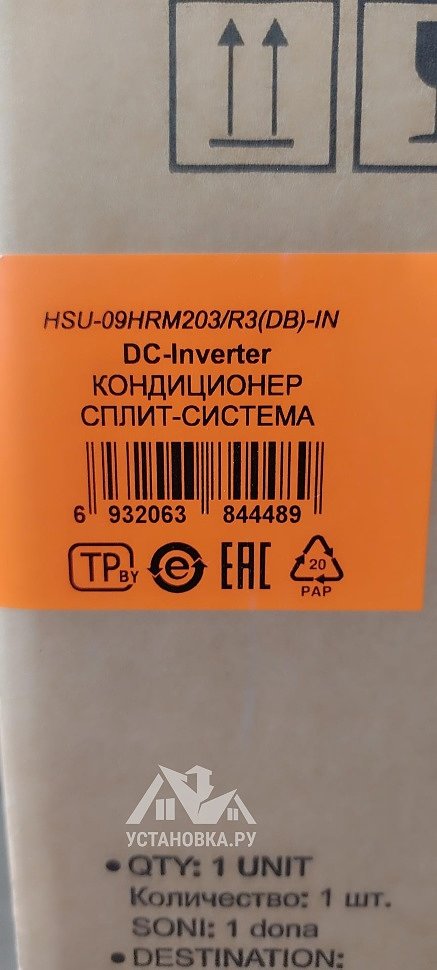 HSU-09HRM203/R3(DB)-IN
DC-Inverter
КОНДИЦИОНЕР
СПЛИТ-СИСТЕМА
6 932063 844489
TP BY e EAC 20
PAP
УСТАНОВКА.РУ
• QTY: 1 UNIT
Количество: 1 шт.
SONI: 1 dona
• DESTINATION: